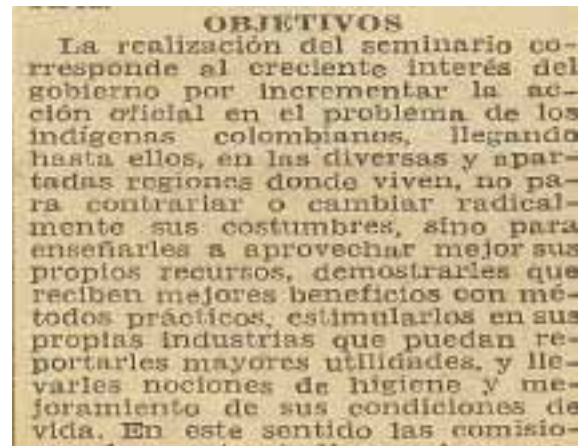 OBJETIVOS
La realización del seminario co-
rresponde al creciente interés del
gobierno por incrementar la ac-
ción oficial en el problema de los
indígenas colombianos, llegando
hasta ellos, en las diversas y apar-
tadas regiones donde viven, no pa-
ra contrariar o cambiar radical-
mente sus costumbres, sino para
enseñarles a aprovechar mejor sus
propios recursos, demostrarles que
reciben mejores beneficios con mé-
todos prácticos, estimularlos en sus
propias industrias que puedan re-
portarles mayores utilidades, y lle-
varles nociones de higiene y me-
joramiento de sus condiciones de
vida. En este sentido las comisio-